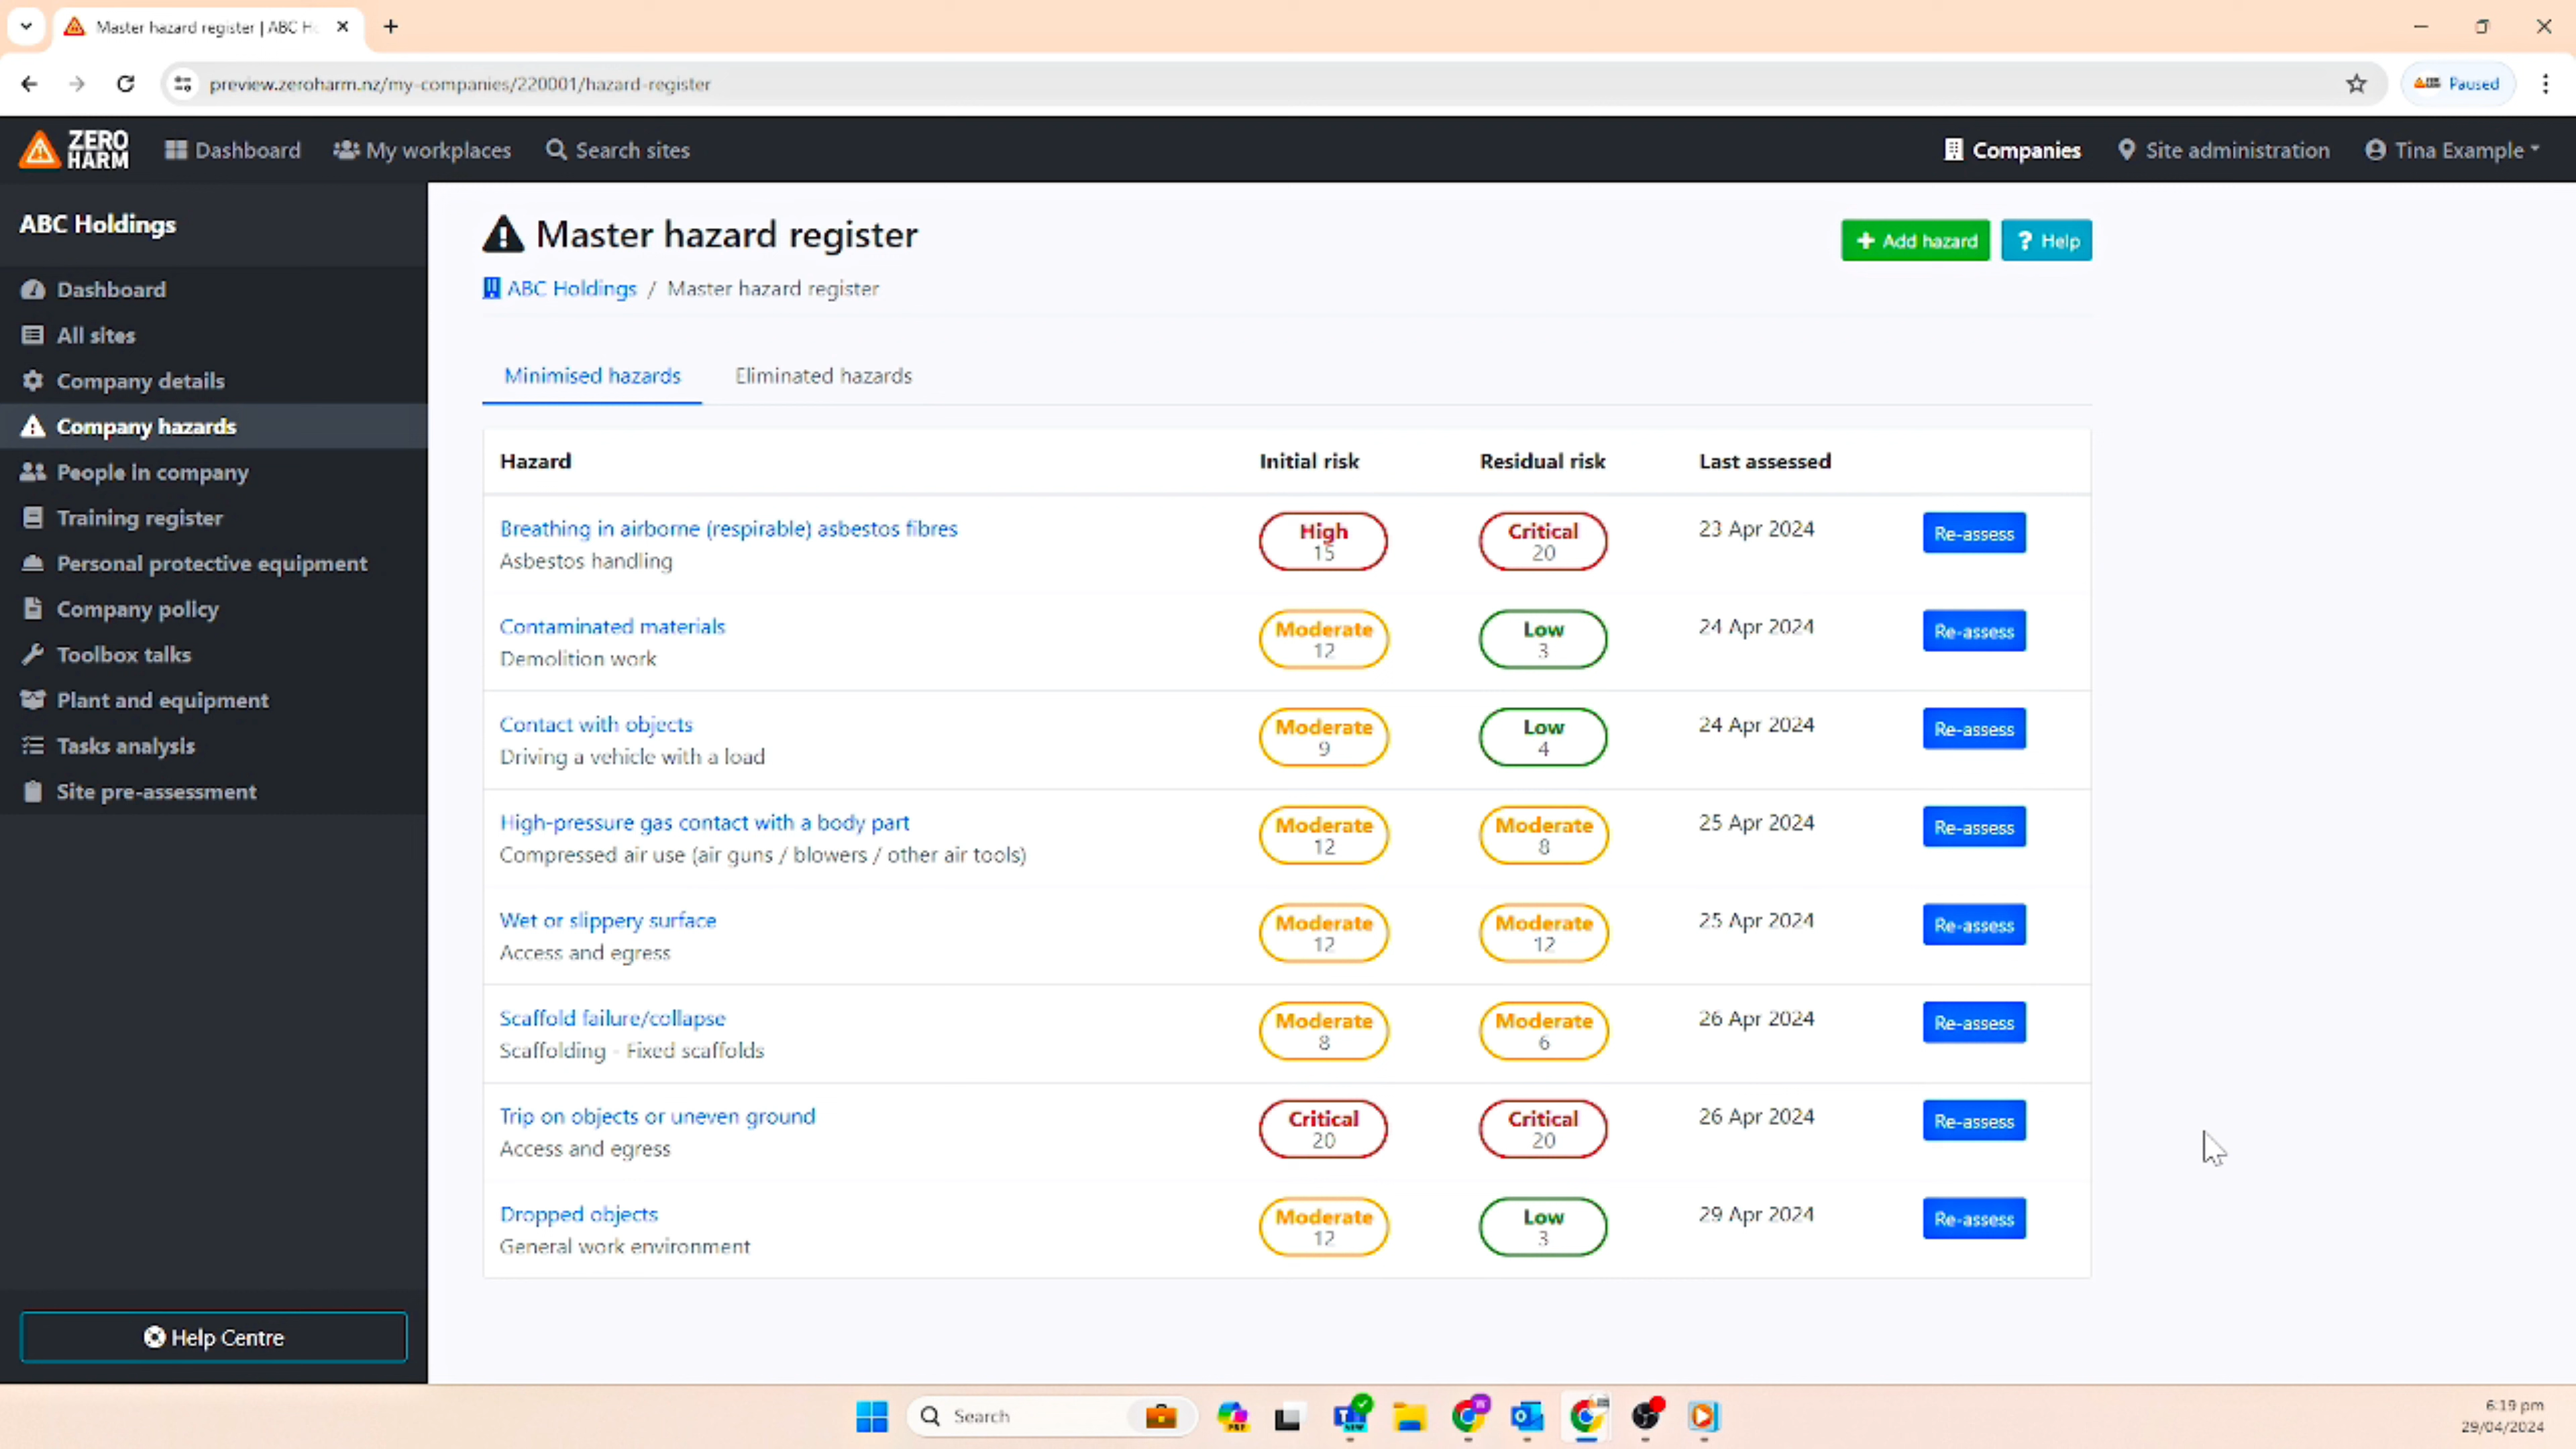 Master hazard register | ABC H
preview.zeroharm.nz/my-companies/220001/hazard-register
Paused
ZERO
HARM
Dashboard
My workplaces
Search sites
Companies
Site administration
Tina Example
ABC Holdings
Dashboard
All sites
Company details
Company hazards
People in company
Training register
Personal protective equipment
Company policy
Toolbox talks
Plant and equipment
Tasks analysis
Site pre-assessment
Help Centre
Master hazard register
+ Add hazard
? Help
ABC Holdings / Master hazard register
Minimised hazards Eliminated hazards
Hazard Initial risk Residual risk Last assessed
Breathing in airborne (respirable) asbestos fibres
Asbestos handling
High
15
Critical
20
23 Apr 2024
Re-assess
Contaminated materials
Demolition work
Moderate
12
Low
3
24 Apr 2024
Re-assess
Contact with objects
Driving a vehicle with a load
Moderate
9
Low
4
24 Apr 2024
Re-assess
High-pressure gas contact with a body part
Compressed air use (air guns / blowers / other air tools)
Moderate
12
Moderate
8
25 Apr 2024
Re-assess
Wet or slippery surface
Access and egress
Moderate
12
Moderate
12
25 Apr 2024
Re-assess
Scaffold failure/collapse
Scaffolding - Fixed scaffolds
Moderate
8
Moderate
6
26 Apr 2024
Re-assess
Trip on objects or uneven ground
Access and egress
Critical
20
Critical
20
26 Apr 2024
Re-assess
Dropped objects
General work environment
Moderate
12
Low
3
29 Apr 2024
Re-assess
Search
6:19 pm
29/04/2024